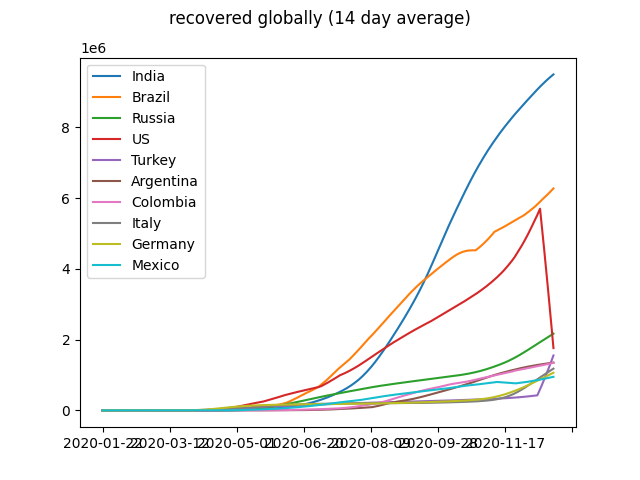 recovered globally (14 day average)
1e6
India
Brazil
Russia
US
Turkey
Argentina
Colombia
Italy
Germany
Mexico
8
6
4
2
0
2020-01-22 2020-03-12 2020-05-01 2020-06-20 2020-08-09 2020-09-28 2020-11-17